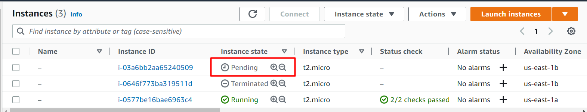 Instances (3) Info
Connect
Instance state
Actions
Launch instances
Find instance by attribute or tag (case-sensitive)
1
Name
Instance ID
Instance state
Instance type
Status check
Alarm status
Availability Zone
– i-03a6bb2aa65240509 Pending t2.micro – No alarms + us-east-1b
– i-0646f773ba319511d Terminated t2.micro – No alarms + us-east-1b
– i-0577be16bae6963c4 Running t2.micro 2/2 checks passed No alarms + us-east-1a